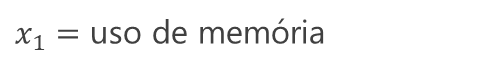 x₁ = uso de memória